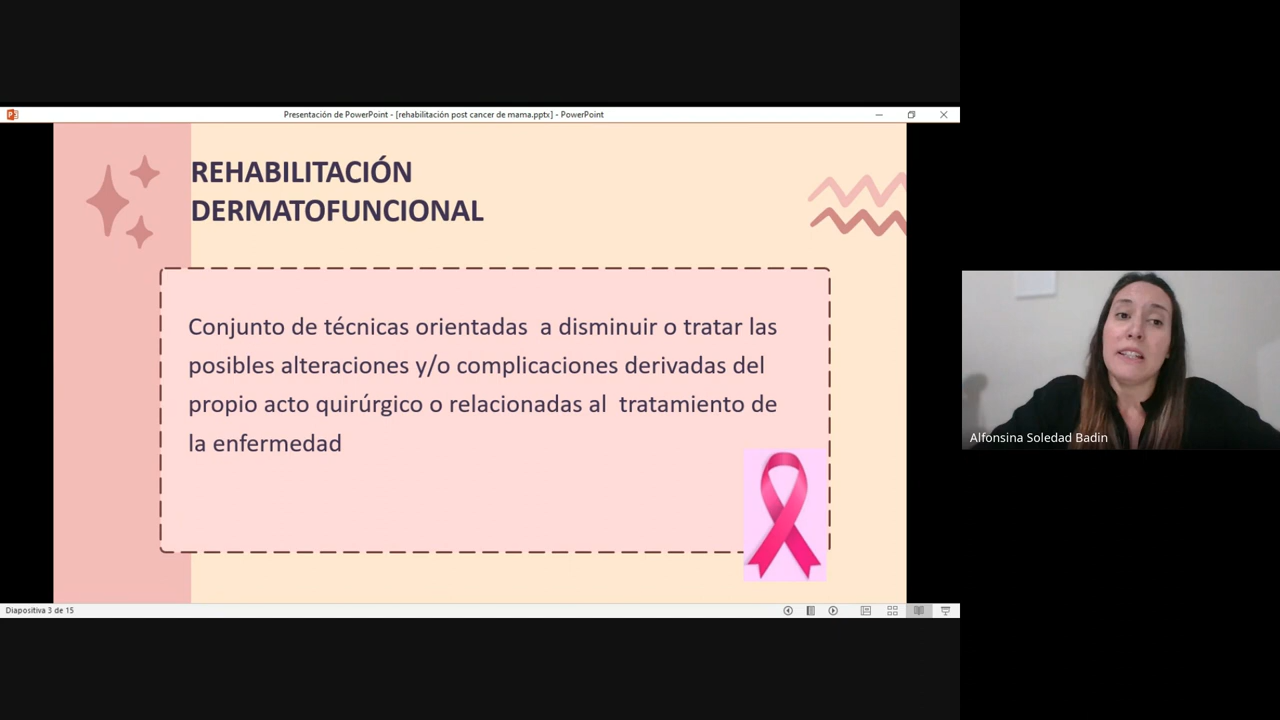 Presentación de PowerPoint - [rehabilitación post cancer de mama.pptx] - PowerPoint
REHABILITACIÓN
DERMATOFUNCIONAL
Conjunto de técnicas orientadas  a disminuir o tratar las
posibles alteraciones y/o complicaciones derivadas del
propio acto quirúrgico o relacionadas al  tratamiento de
la enfermedad
Alfonsina Soledad Badin
Diapositiva 3 de 15